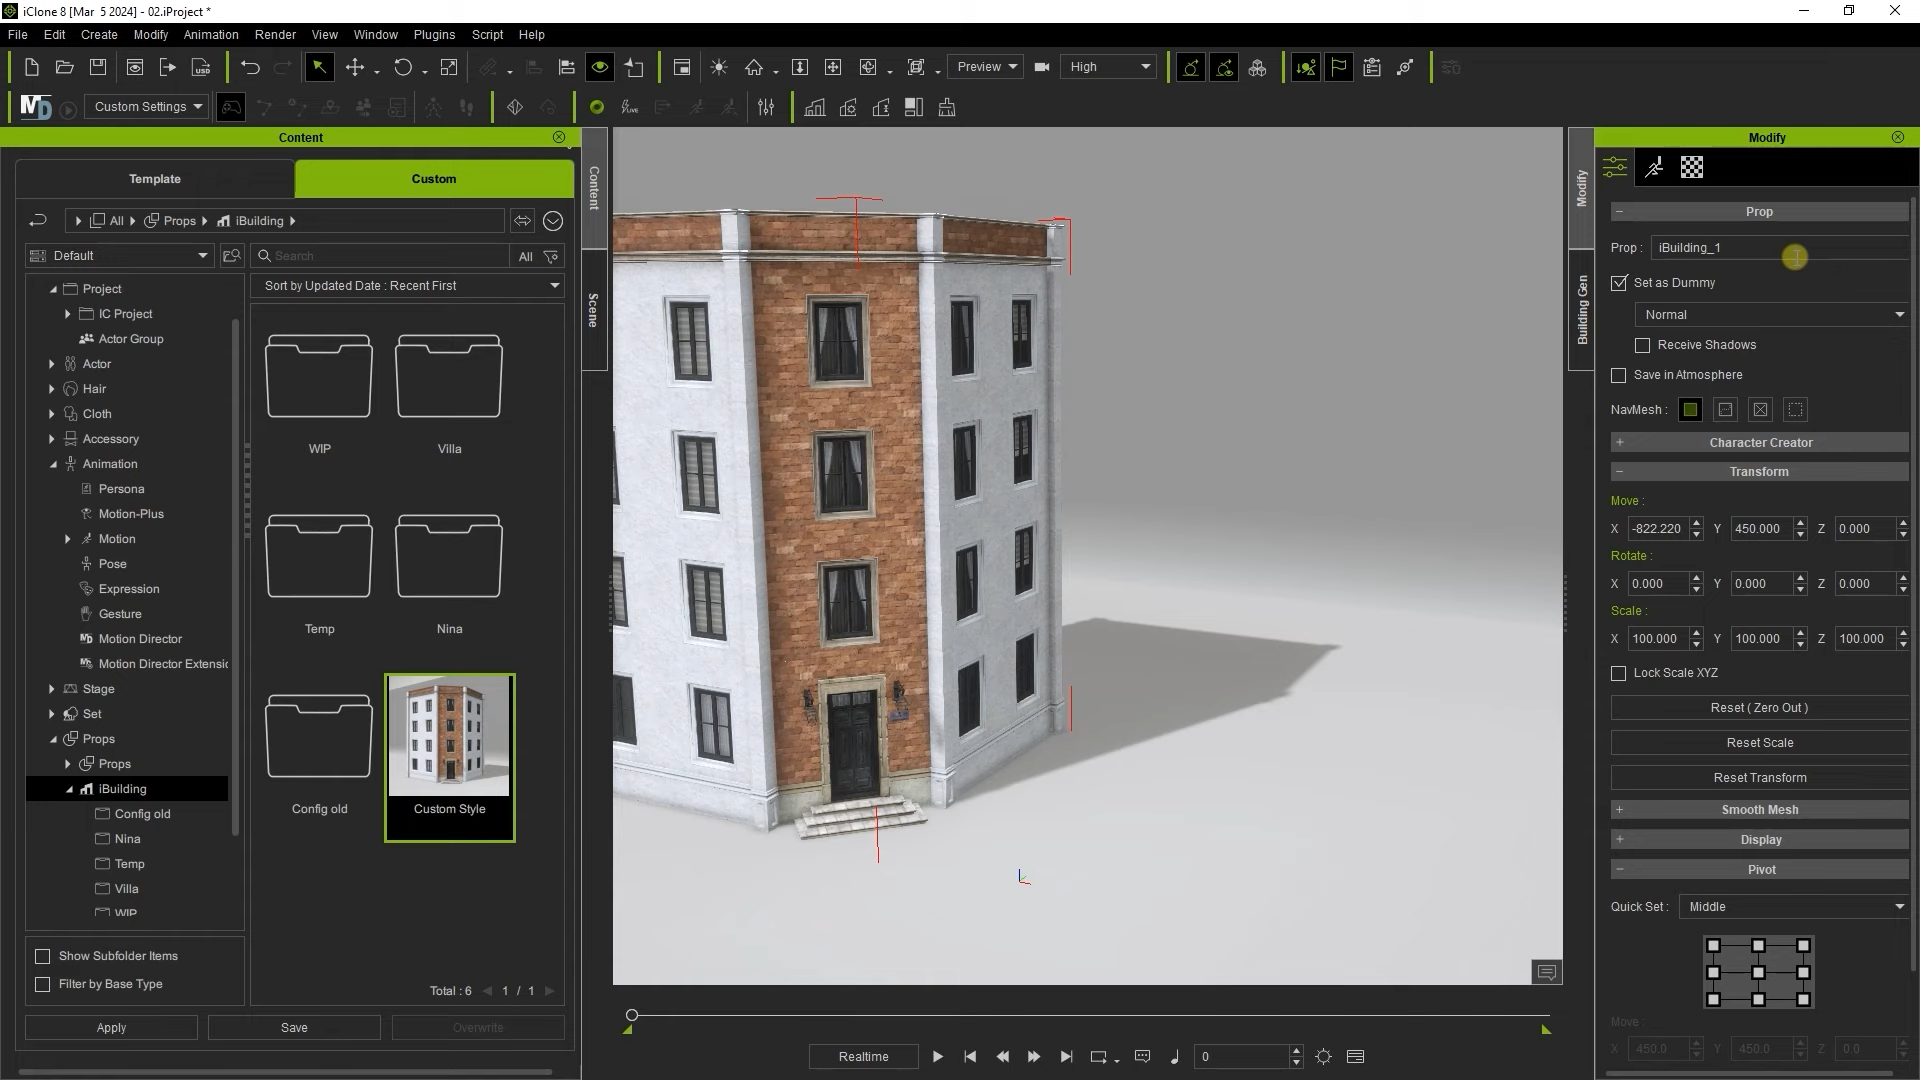 iClone 8 [Mar  5 2024] - 02.iProject *
File Edit Create Modify Animation Render View Window Plugins Script Help
Preview High
MD Custom Settings
Content
Template Custom
All Props iBuilding
Default Search All
Sort by Updated Date : Recent First
Project
IC Project
Actor Group
Actor
Hair
Cloth
Accessory
Animation
Persona
Motion-Plus
Motion
Pose
Expression
Gesture
Motion Director
Motion Director Extensic
Stage
Set
Props
Props
iBuilding
Config old
Nina
Temp
Villa
WIP
WIP Villa
Temp Nina
Config old Custom Style
Show Subfolder Items
Filter by Base Type
Total : 6 1 / 1
Apply Save Overwrite
Content
Scene
Realtime 0
Modify
Building Gen
Modify
Prop
Prop : iBuilding_1
Set as Dummy
Normal
Receive Shadows
Save in Atmosphere
NavMesh :
Character Creator
Transform
Move :
X -822.220 Y 450.000 Z 0.000
Rotate :
X 0.000 Y 0.000 Z 0.000
Scale :
X 100.000 Y 100.000 Z 100.000
Lock Scale XYZ
Reset ( Zero Out )
Reset Scale
Reset Transform
Smooth Mesh
Display
Pivot
Quick Set : Middle
Move :
X 450.0 Y 450.0 Z 0.0